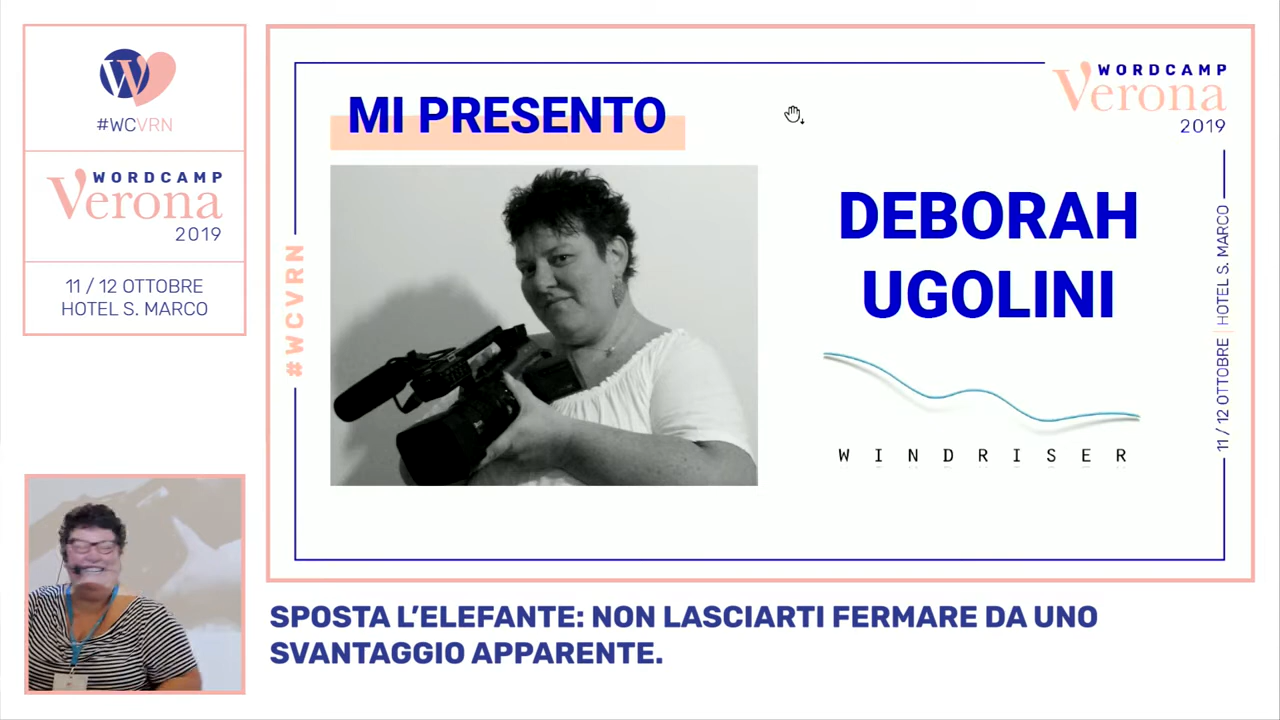 #WCVRN
WORDCAMP
Verona
2019
11 / 12 OTTOBRE
HOTEL S. MARCO
MI PRESENTO
WORDCAMP
Verona
2019
#WCVRN
DEBORAH
UGOLINI
WINDRISER
11 / 12 OTTOBRE | HOTEL S. MARCO
SPOSTA L'ELEFANTE: NON LASCIARTI FERMARE DA UNO
SVANTAGGIO APPARENTE.